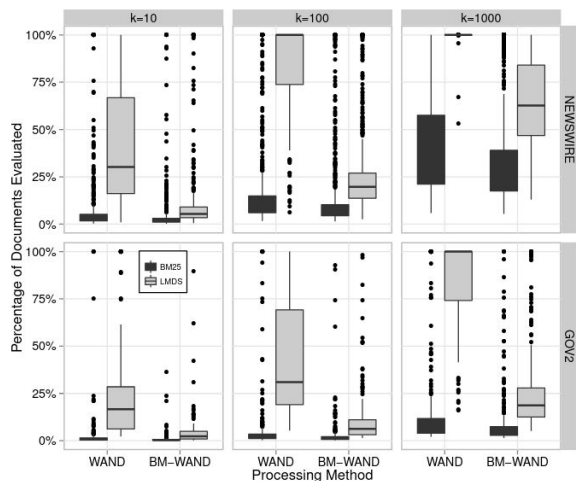 k=10 k=100 k=1000
100%
75%
50%
25%
0%
NEWSWIRE
Percentage of Documents Evaluated
100%
75%
50%
25%
0%
BM25
LMDS
GOV2
WAND BM-WAND WAND BM-WAND WAND BM-WAND
Processing Method